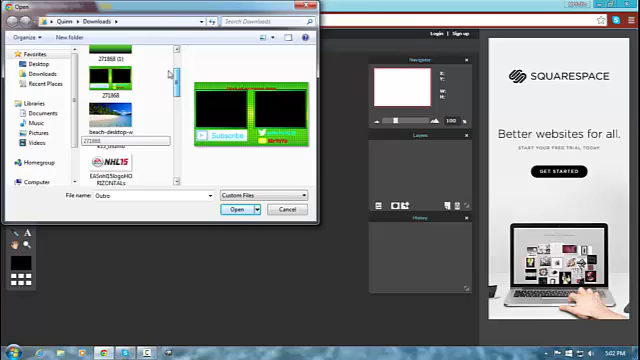 Open
Quinn
Downloads
Search Downloads
Organize
New folder
Favorites
Desktop
Downloads
Recent Places
Libraries
Documents
Music
Pictures
Videos
Homegroup
Computer
271868 (1)
271868
beach-desktop-w
271868
EASnhl15logoHO
RIZONTALs
NHL15
Subscribe
File name:
Outro
Custom Files
Open
Cancel
Login
Sign up
Navigator
X:
Y:
W:
H:
100
%
Layers
History
SQUARESPACE
Better websites for all.
START YOUR FREE TRIAL TODAY
GET STARTED
5:02 PM